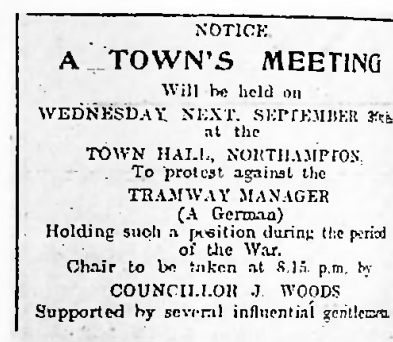 NOTICE
A TOWN'S MEETING
Will be held on
WEDNESDAY NEXT. SEPTEMBER
at the
TOWN HALL, NORTHAMPTON,
To protest against the
TRAMWAY MANAGER
(A German)
Holding such a position during the period
of the War.
Chair to be taken at 8.15. p.m. by
COUNCILLOR J. WOODS
Supported by several influential gentlemen.